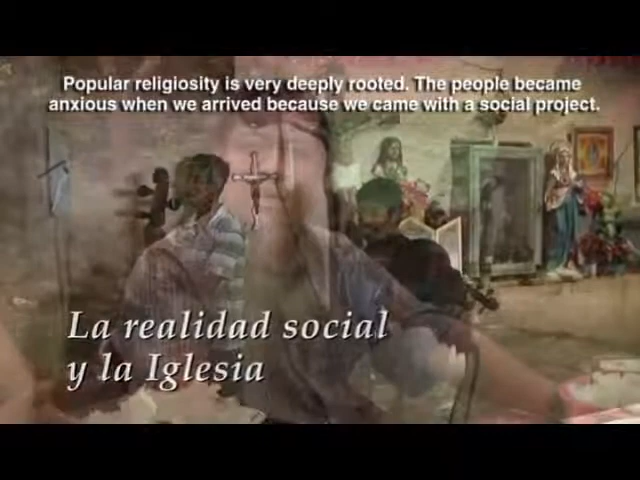 Popular religiosity is very deeply rooted. The people became
anxious when we arrived because we came with a social project.
La realidad social
y la Iglesia